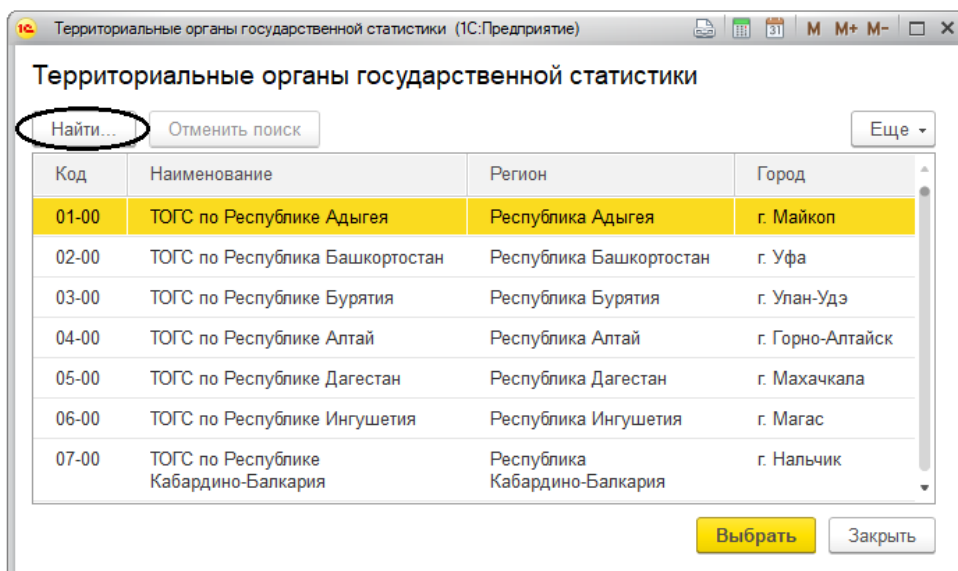 1С Территориальные органы государственной статистики (1С:Предприятие) 31 M M+ M-
Территориальные органы государственной статистики
Найти... Отменить поиск Еще
Код Наименование Регион Город
01-00 ТОГС по Республике Адыгея Республика Адыгея г. Майкоп
02-00 ТОГС по Республика Башкортостан Республика Башкортостан г. Уфа
03-00 ТОГС по Республике Бурятия Республика Бурятия г. Улан-Удэ
04-00 ТОГС по Республике Алтай Республика Алтай г. Горно-Алтайск
05-00 ТОГС по Республике Дагестан Республика Дагестан г. Махачкала
06-00 ТОГС по Республике Ингушетия Республика Ингушетия г. Магас
07-00 ТОГС по Республике Республика г. Нальчик
Кабардино-Балкария Кабардино-Балкария
Выбрать Закрыть